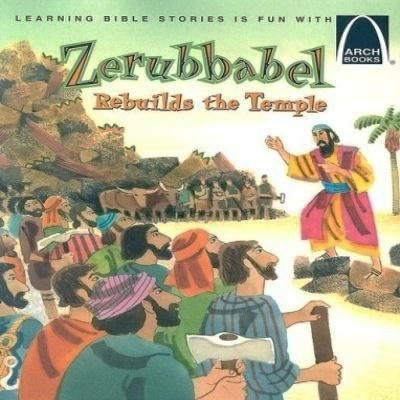 LEARNING BIBLE STORIES IS FUN WITH
ARCH
BOOKS
Zerubbabel
Rebuilds the Temple